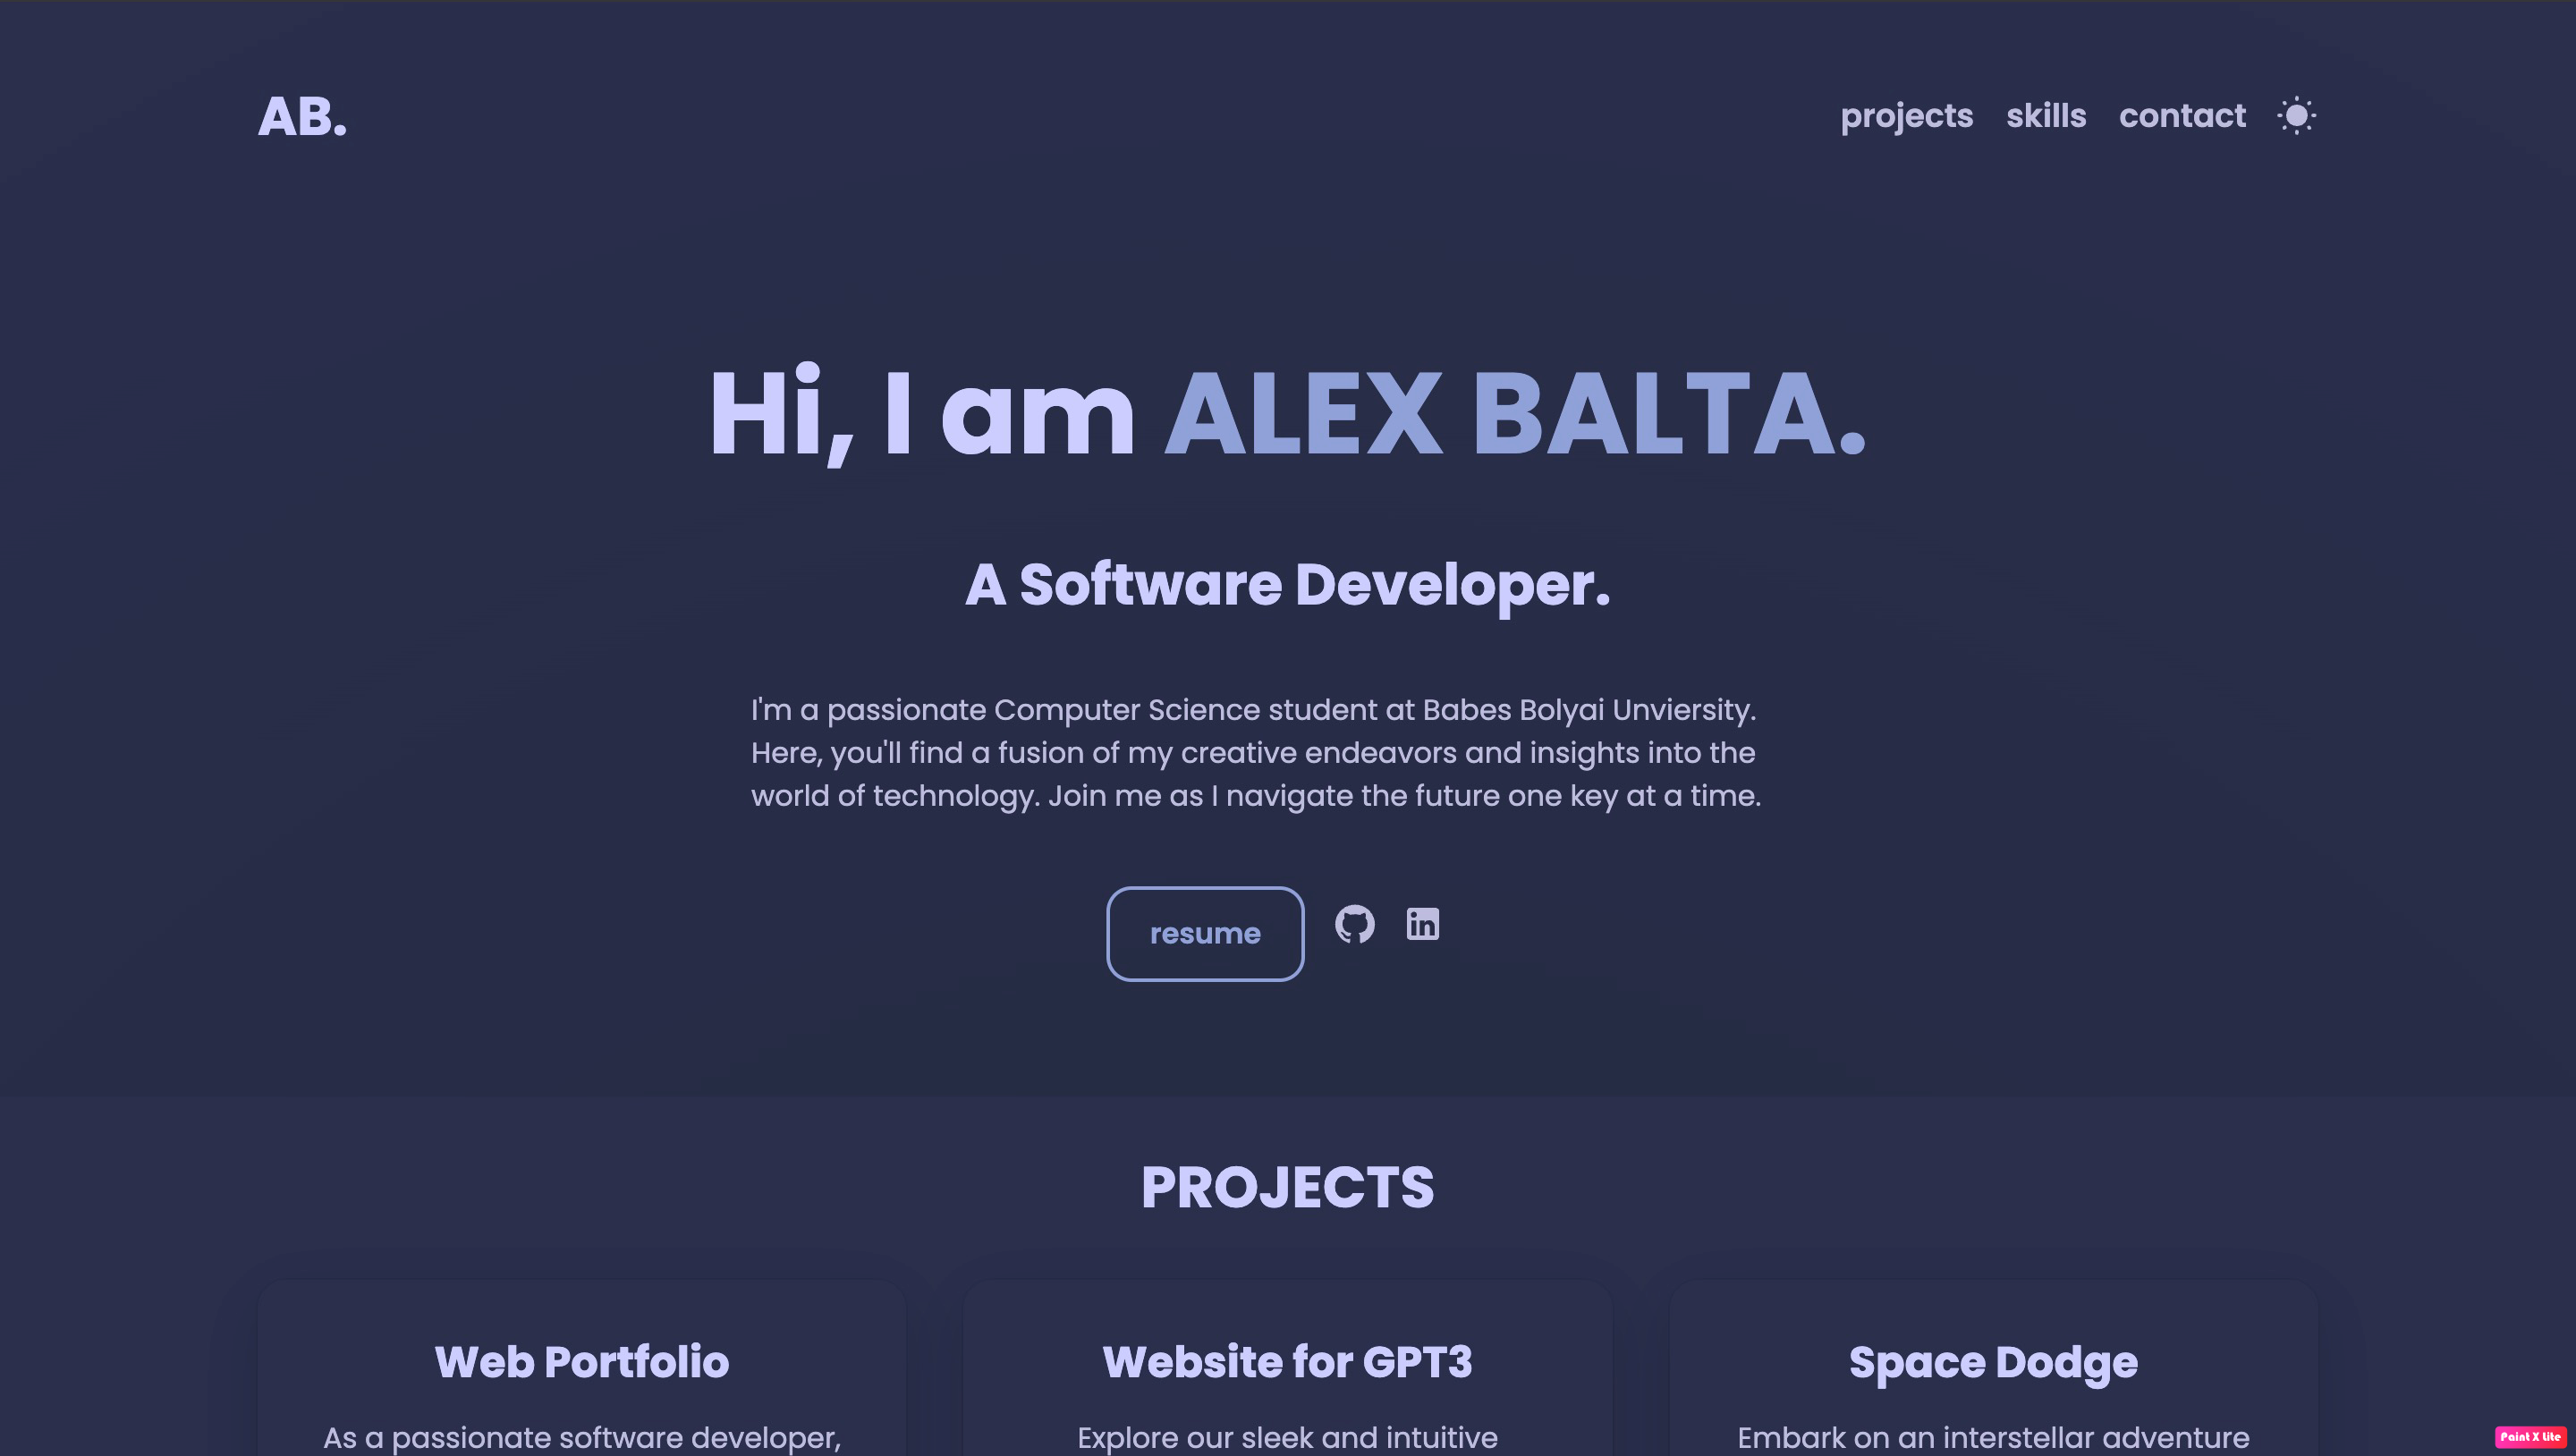 AB.
projects skills contact
Hi, I am ALEX BALTA.
A Software Developer.
I'm a passionate Computer Science student at Babes Bolyai Unviersity.
Here, you'll find a fusion of my creative endeavors and insights into the
world of technology. Join me as I navigate the future one key at a time.
resume in
PROJECTS
Web Portfolio
As a passionate software developer,
Website for GPT3
Explore our sleek and intuitive
Space Dodge
Embark on an interstellar adventure
Paint X Lite